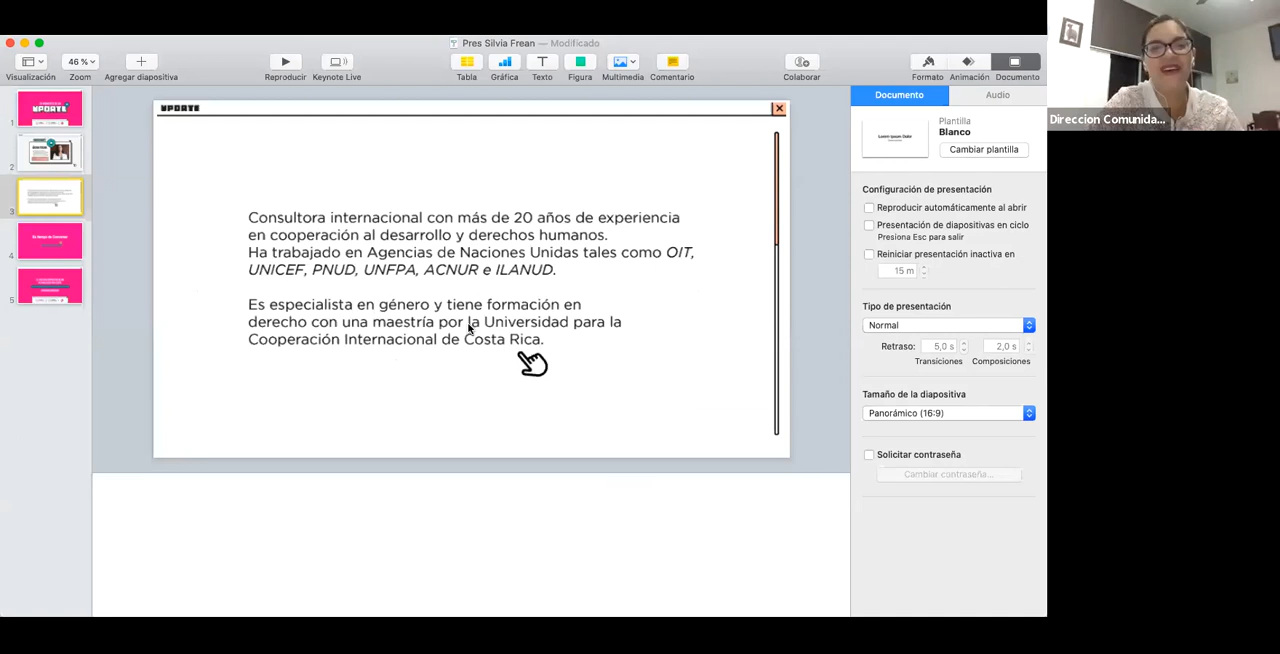 Pres Silvia Frean — Modificado
46 %
Visualización
Zoom
Agregar diapositiva
Reproducir
Keynote Live
Tabla
Gráfica
Texto
Figura
Multimedia
Comentario
Colaborar
Formato
Animación
Documento
1
2
3
4
5
UPDATE
Consultora internacional con más de 20 años de experiencia
en cooperación al desarrollo y derechos humanos.
Ha trabajado en Agencias de Naciones Unidas tales como OIT,
UNICEF, PNUD, UNFPA, ACNUR e ILANUD.
Es especialista en género y tiene formación en
derecho con una maestría por la Universidad para la
Cooperación Internacional de Costa Rica.
Documento
Audio
Plantilla
Blanco
Cambiar plantilla
Configuración de presentación
Reproducir automáticamente al abrir
Presentación de diapositivas en ciclo
Presiona Esc para salir
Reiniciar presentación inactiva en
15 m
Tipo de presentación
Normal
Retraso:
5,0 s
2,0 s
Transiciones
Composiciones
Tamaño de la diapositiva
Panorámico (16:9)
Solicitar contraseña
Cambiar contraseña...
Direccion Comunida...